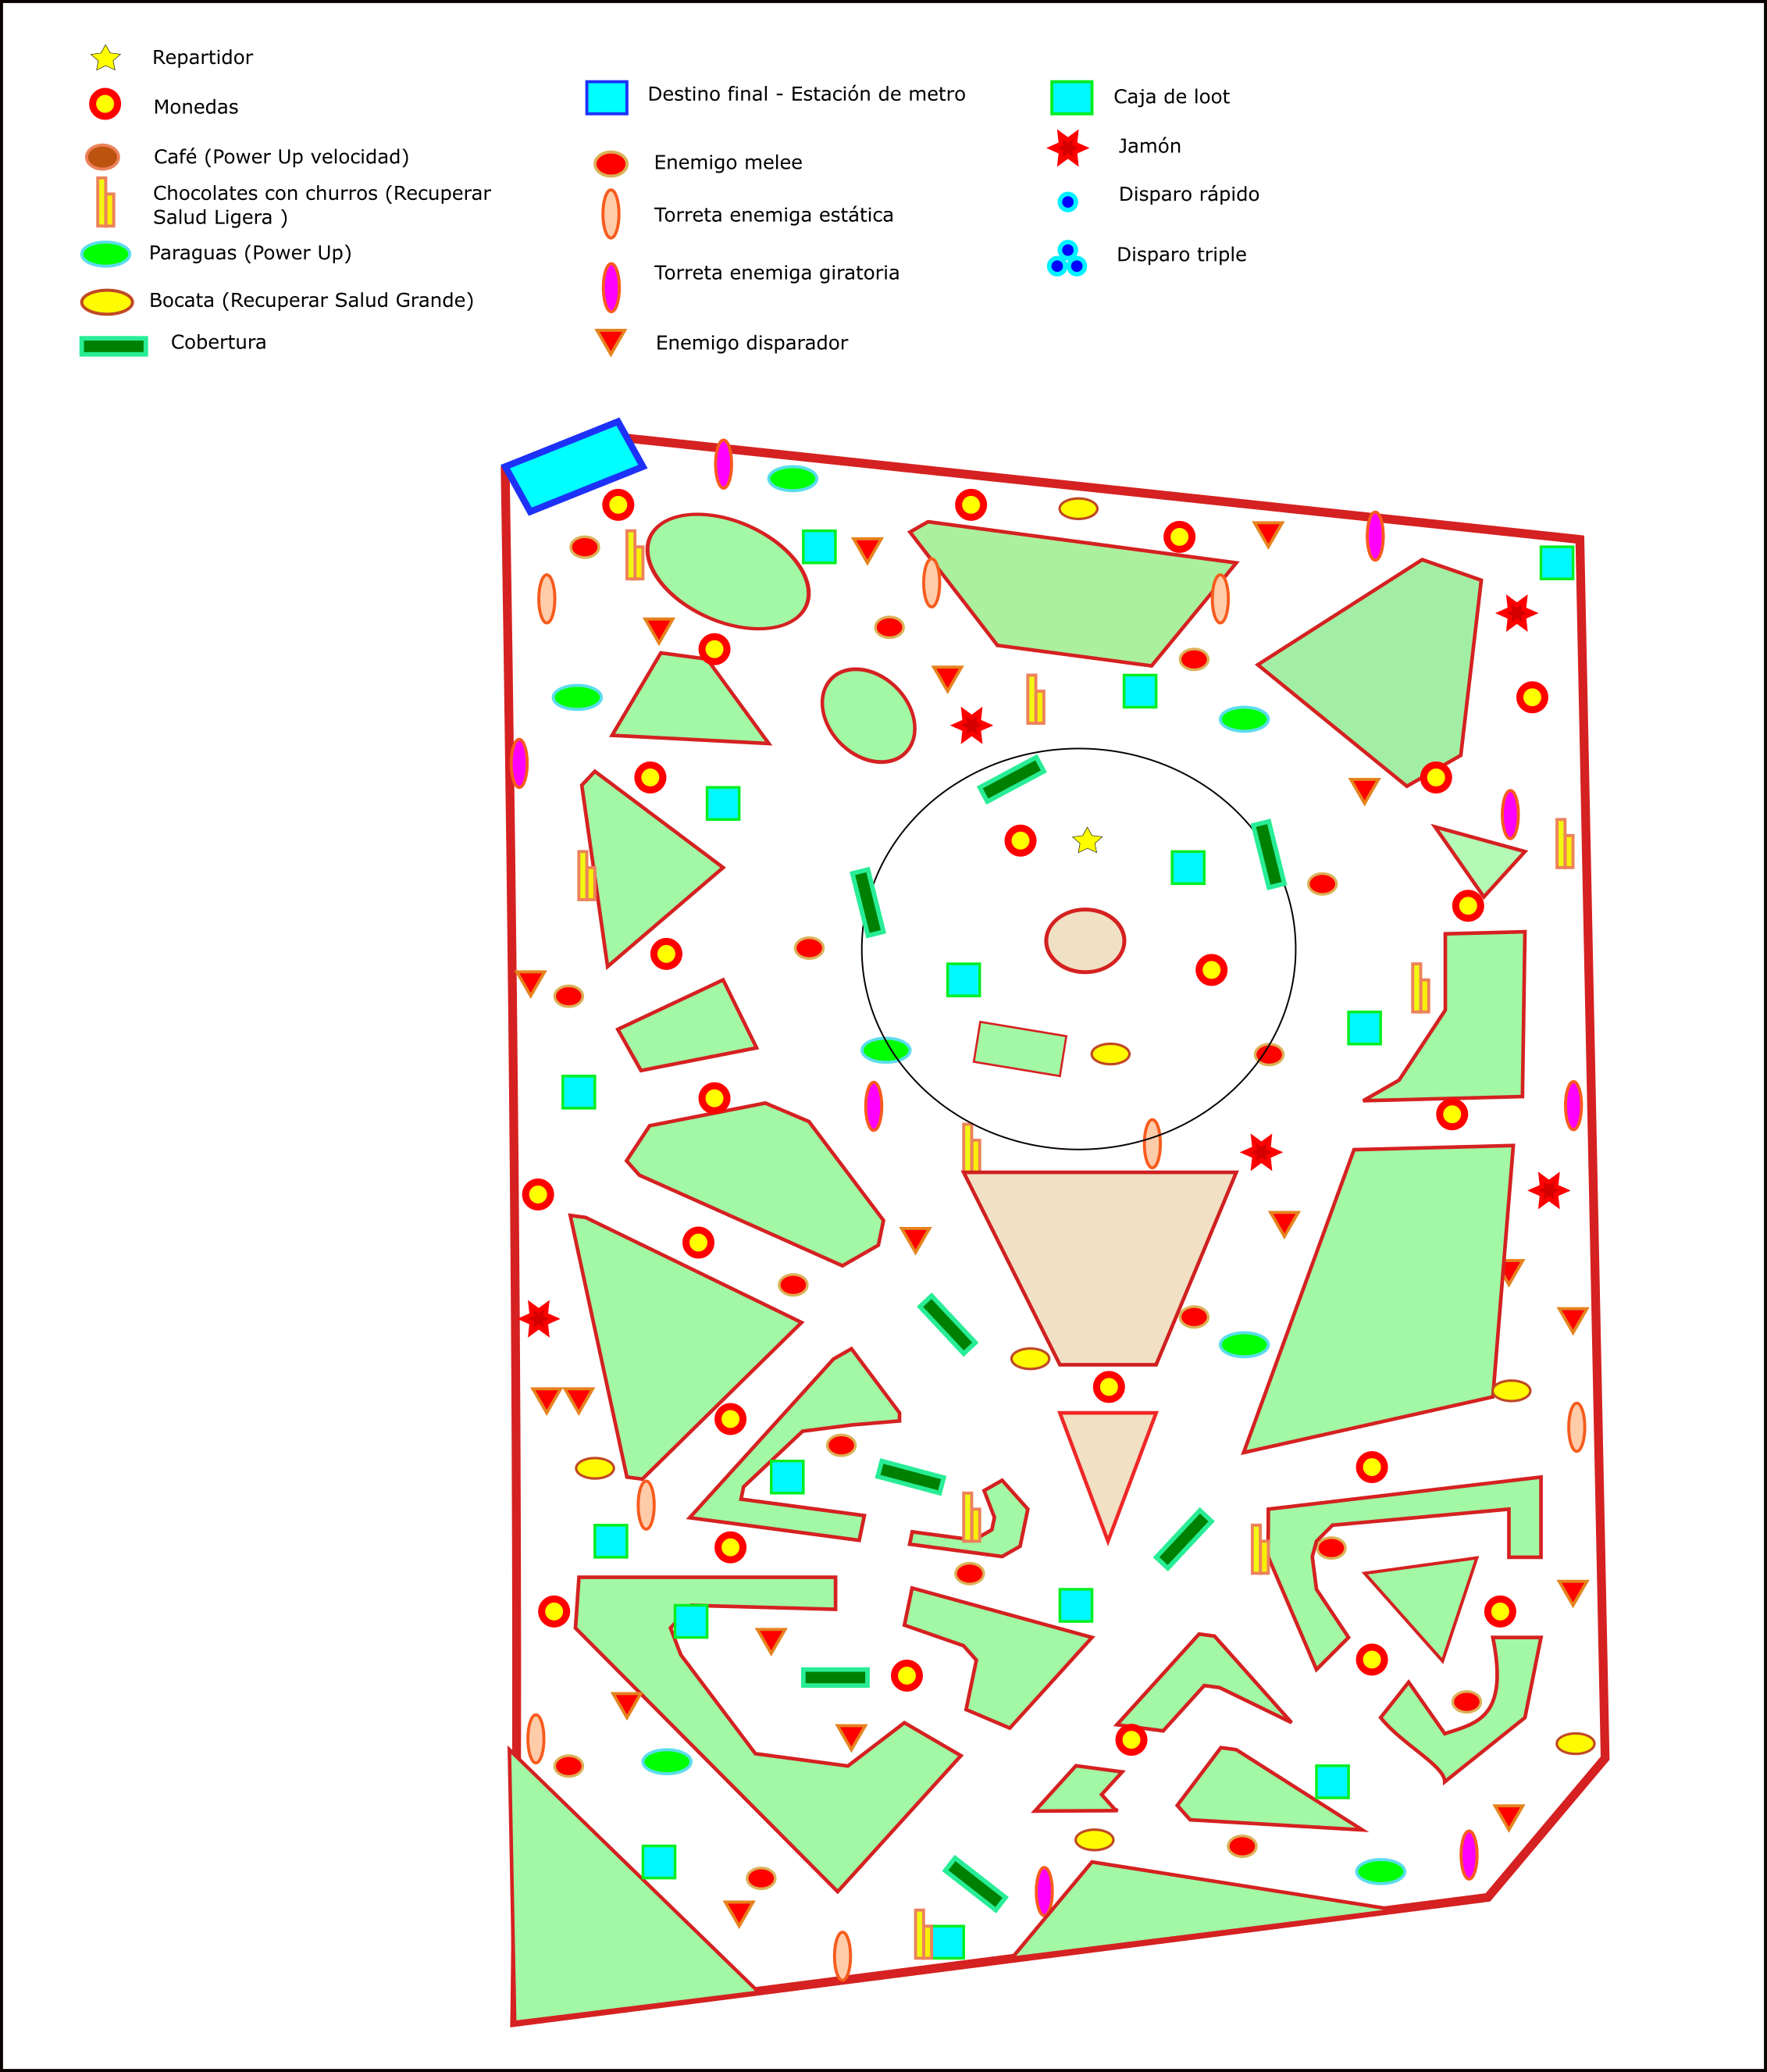 Repartidor
Monedas
Café (Power Up velocidad)
Chocolates con churros (Recuperar
Salud Ligera )
Paraguas (Power Up)
Bocata (Recuperar Salud Grande)
Cobertura
Destino final - Estación de metro
Enemigo melee
Torreta enemiga estática
Torreta enemiga giratoria
Enemigo disparador
Caja de loot
Jamón
Disparo rápido
Disparo triple